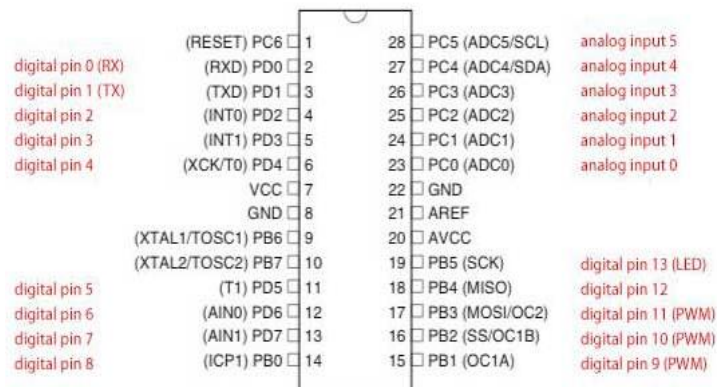 (RESET) PC6 1 28 PC5 (ADC5/SCL) analog input 5
digital pin 0 (RX) (RXD) PD0 2 27 PC4 (ADC4/SDA) analog input 4
digital pin 1 (TX) (TXD) PD1 3 26 PC3 (ADC3) analog input 3
digital pin 2 (INT0) PD2 4 25 PC2 (ADC2) analog input 2
digital pin 3 (INT1) PD3 5 24 PC1 (ADC1) analog input 1
digital pin 4 (XCK/T0) PD4 6 23 PC0 (ADC0) analog input 0
VCC 7 22 GND
GND 8 21 AREF
(XTAL1/TOSC1) PB6 9 20 AVCC
(XTAL2/TOSC2) PB7 10 19 PB5 (SCK) digital pin 13 (LED)
digital pin 5 (T1) PD5 11 18 PB4 (MISO) digital pin 12
digital pin 6 (AIN0) PD6 12 17 PB3 (MOSI/OC2) digital pin 11 (PWM)
digital pin 7 (AIN1) PD7 13 16 PB2 (SS/OC1B) digital pin 10 (PWM)
digital pin 8 (ICP1) PB0 14 15 PB1 (OC1A) digital pin 9 (PWM)